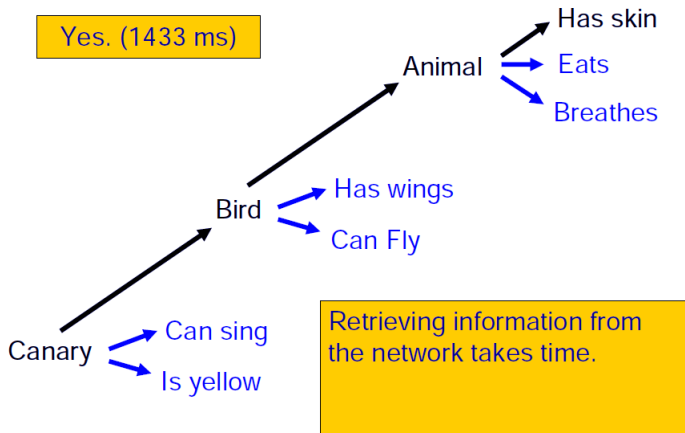 Yes. (1433 ms)
Has skin
Animal
Eats
Breathes
Has wings
Bird
Can Fly
Can sing
Canary
Is yellow
Retrieving information from
the network takes time.